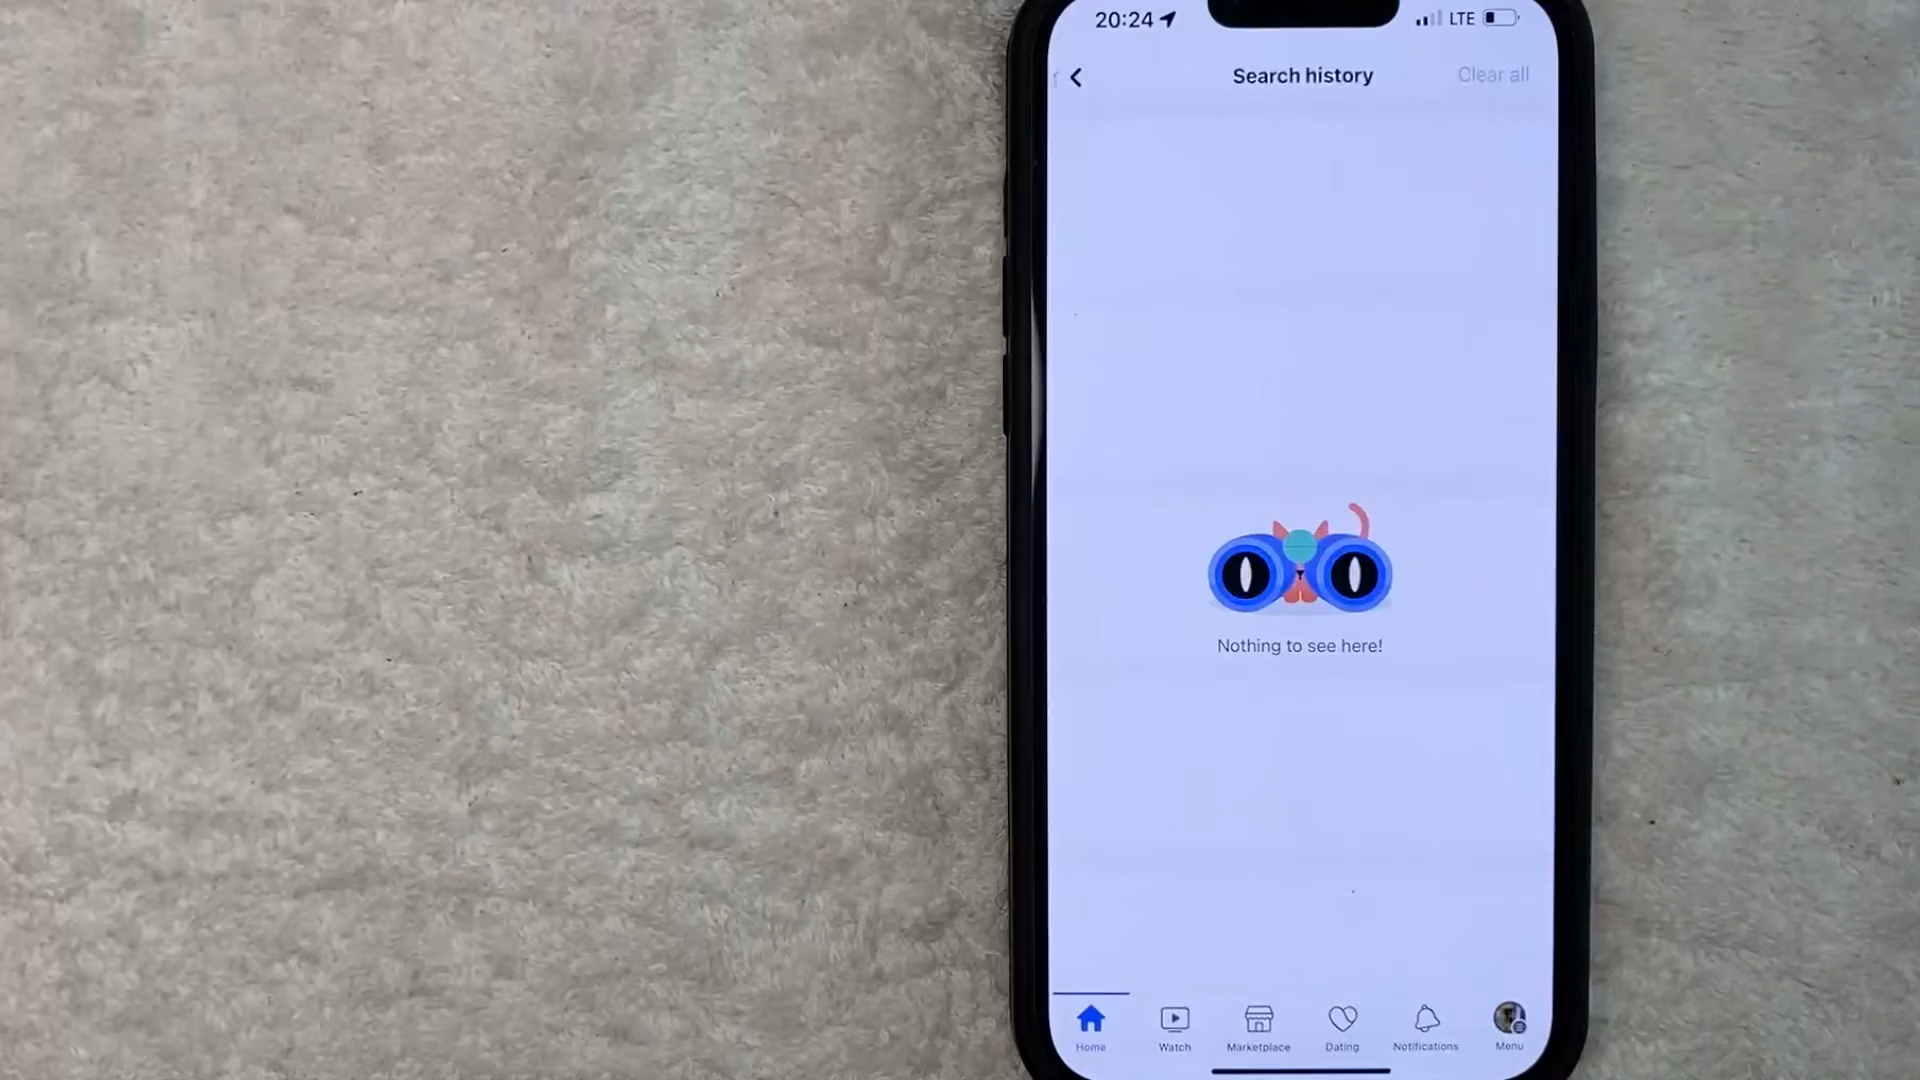 20:24 LTE
Search history Clear all
Nothing to see here!
Home Watch Marketplace Dating Notifications Menu